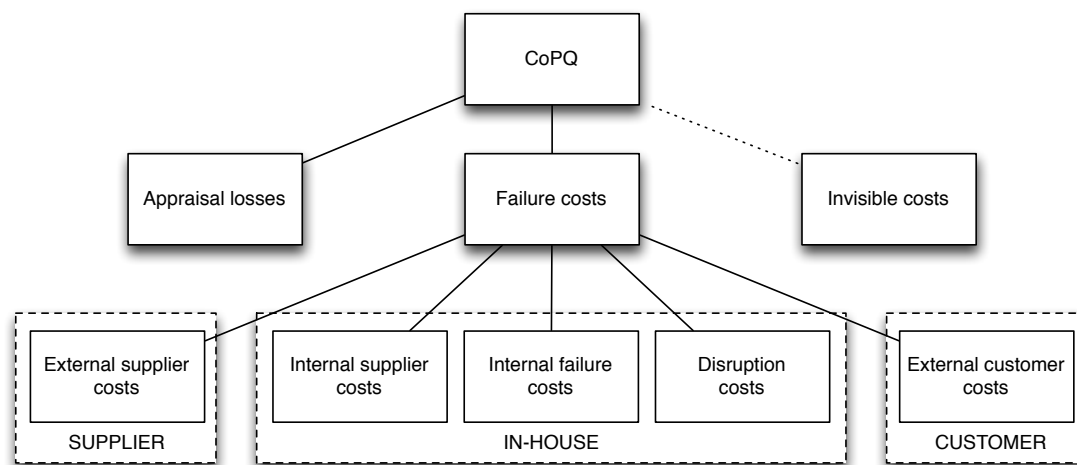 CoPQ
Appraisal losses
Failure costs
Invisible costs
External supplier
costs
Internal supplier
costs
Internal failure
costs
Disruption
costs
External customer
costs
SUPPLIER
IN-HOUSE
CUSTOMER